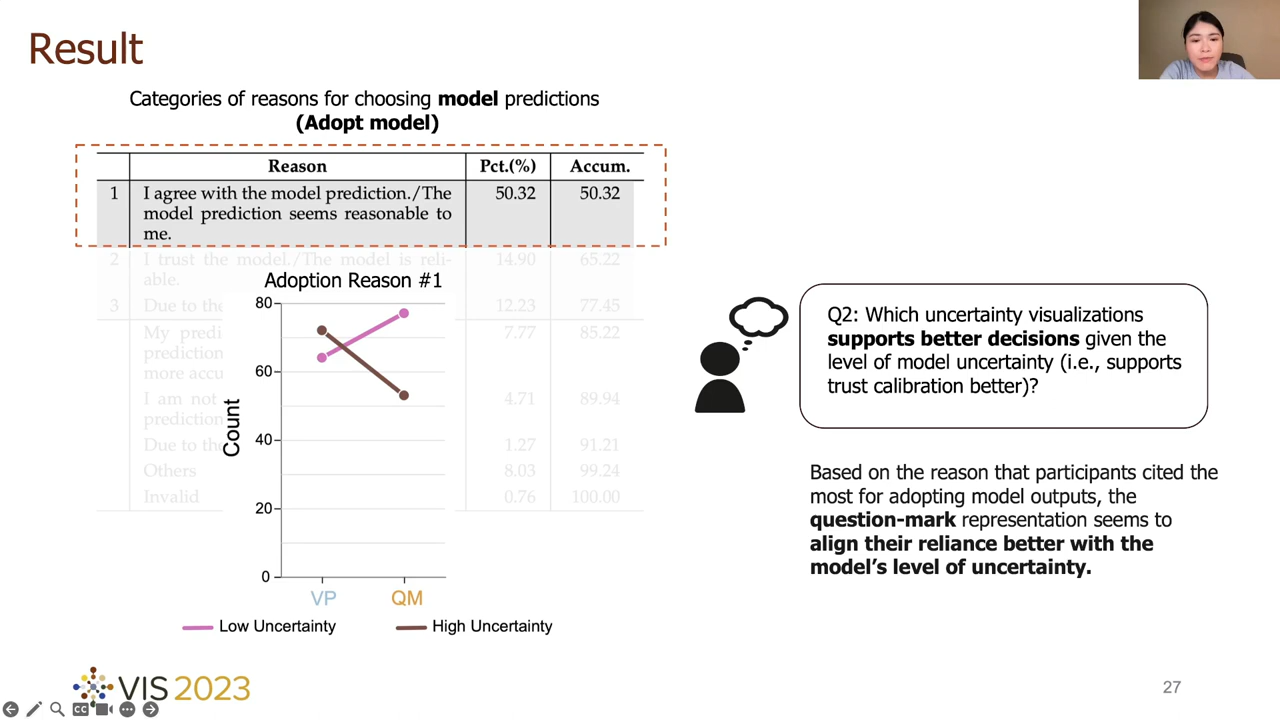 Result
Categories of reasons for choosing model predictions
(Adopt model)
Reason Pct.(%) Accum.
1 I agree with the model prediction./The 50.32 50.32
model prediction seems reasonable to
me.
2 I trust the model./The model is reli- 14.90 65.22
able.
3 Due to the 12.23 77.45
My predi 7.77 85.22
prediction
more accu
I am not 4.71 89.94
prediction
Due to the 1.27 91.21
Others 8.03 99.24
Invalid 0.76 100.00
Adoption Reason #1
80
60
40
20
0
Count
VP QM
Low Uncertainty High Uncertainty
Q2: Which uncertainty visualizations
supports better decisions given the
level of model uncertainty (i.e., supports
trust calibration better)?
Based on the reason that participants cited the
most for adopting model outputs, the
question-mark representation seems to
align their reliance better with the
model’s level of uncertainty.
VIS 2023
CC
27